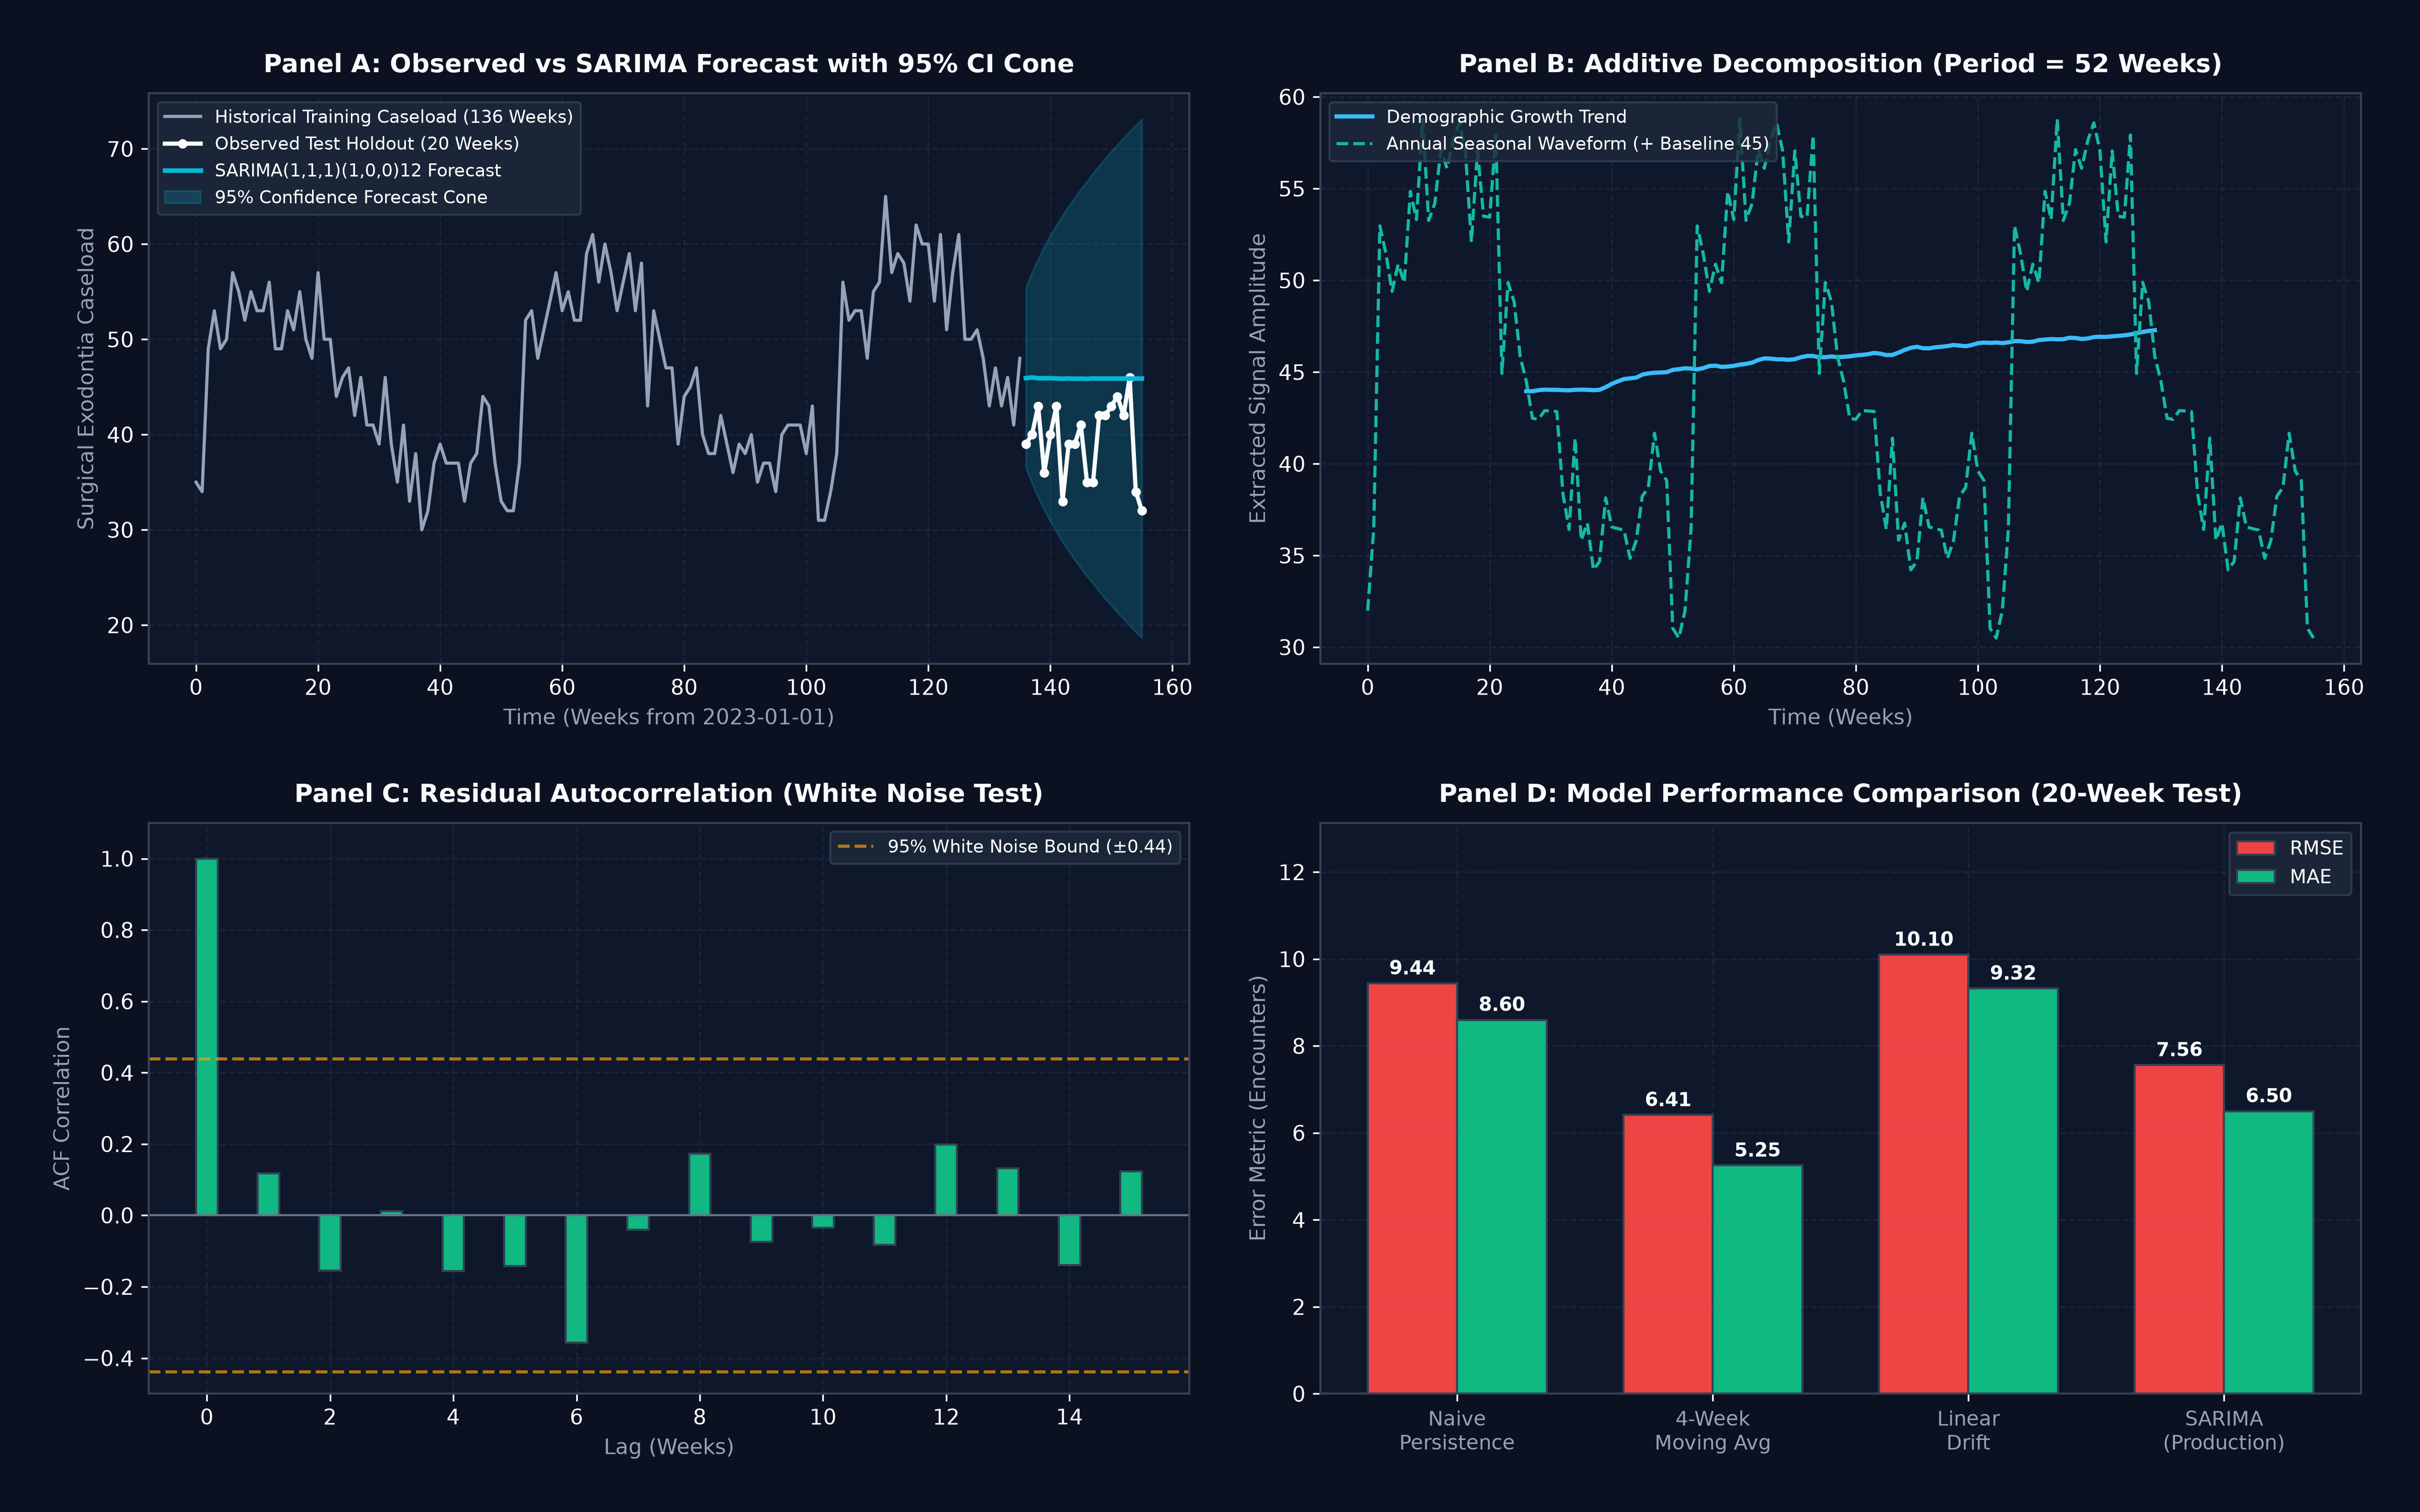 Panel A: Observed vs SARIMA Forecast with 95% CI Cone
Historical Training Caseload (136 Weeks)
Observed Test Holdout (20 Weeks)
SARIMA(1,1,1)(1,0,0)12 Forecast
95% Confidence Forecast Cone
Surgical Exodontia Caseload
70
60
50
40
30
20
0 20 40 60 80 100 120 140 160
Time (Weeks from 2023-01-01)
Panel B: Additive Decomposition (Period = 52 Weeks)
Demographic Growth Trend
Annual Seasonal Waveform (+ Baseline 45)
Extracted Signal Amplitude
60
55
50
45
40
35
30
0 20 40 60 80 100 120 140 160
Time (Weeks)
Panel C: Residual Autocorrelation (White Noise Test)
95% White Noise Bound (±0.44)
ACF Correlation
1.0
0.8
0.6
0.4
0.2
0.0
−0.2
−0.4
0 2 4 6 8 10 12 14
Lag (Weeks)
Panel D: Model Performance Comparison (20-Week Test)
RMSE
MAE
Error Metric (Encounters)
12
10
8
6
4
2
0
9.44
8.60
6.41
5.25
10.10
9.32
7.56
6.50
Naive
Persistence
4-Week
Moving Avg
Linear
Drift
SARIMA
(Production)